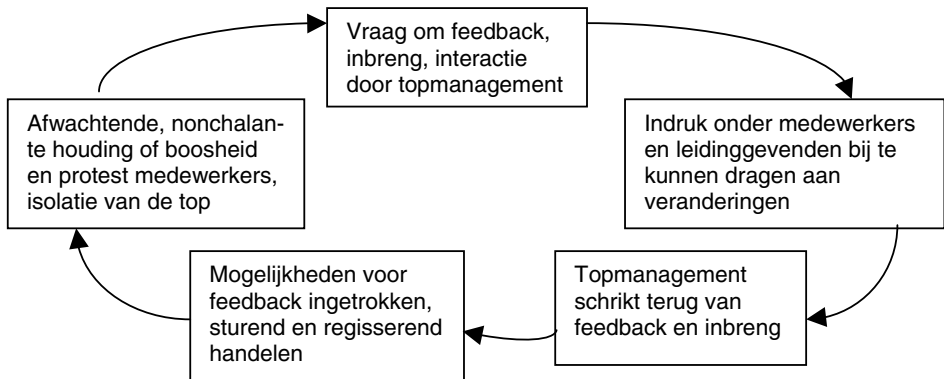 Vraag om feedback,
inbreng, interactie
door topmanagement
Indruk onder medewerkers
en leidinggevenden bij te
kunnen dragen aan
veranderingen
Topmanagement
schrikt terug van
feedback en inbreng
Mogelijkheden voor
feedback ingetrokken,
sturend en regisserend
handelen
Afwachtende, nonchalan-
te houding of boosheid
en protest medewerkers,
isolatie van de top